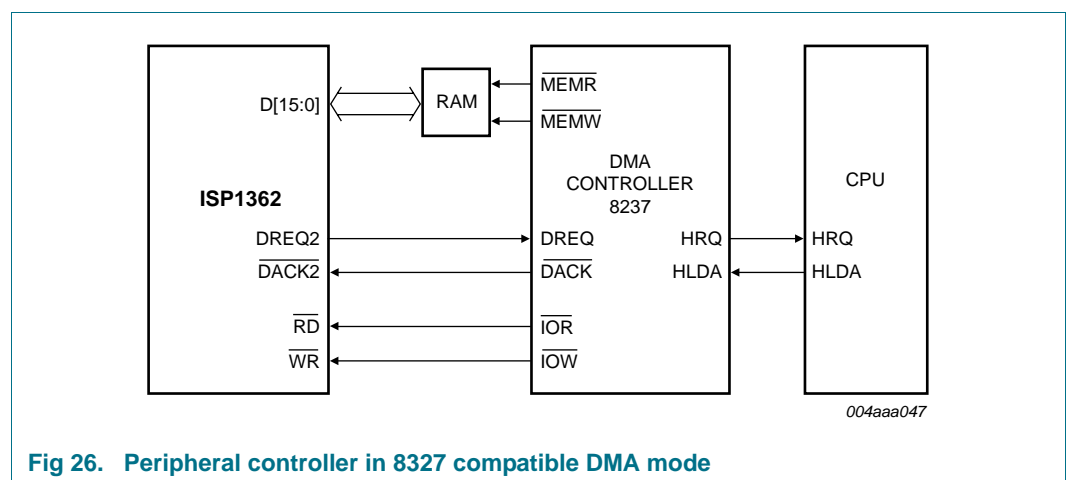 D[15:0]
RAM
MEMR
MEMW
DMA
CONTROLLER
8237
CPU
ISP1362
DREQ2
DREQ
HRQ
HRQ
DACK2
DACK
HLDA
HLDA
RD
IOR
WR
IOW
004aaa047
Fig 26. Peripheral controller in 8327 compatible DMA mode